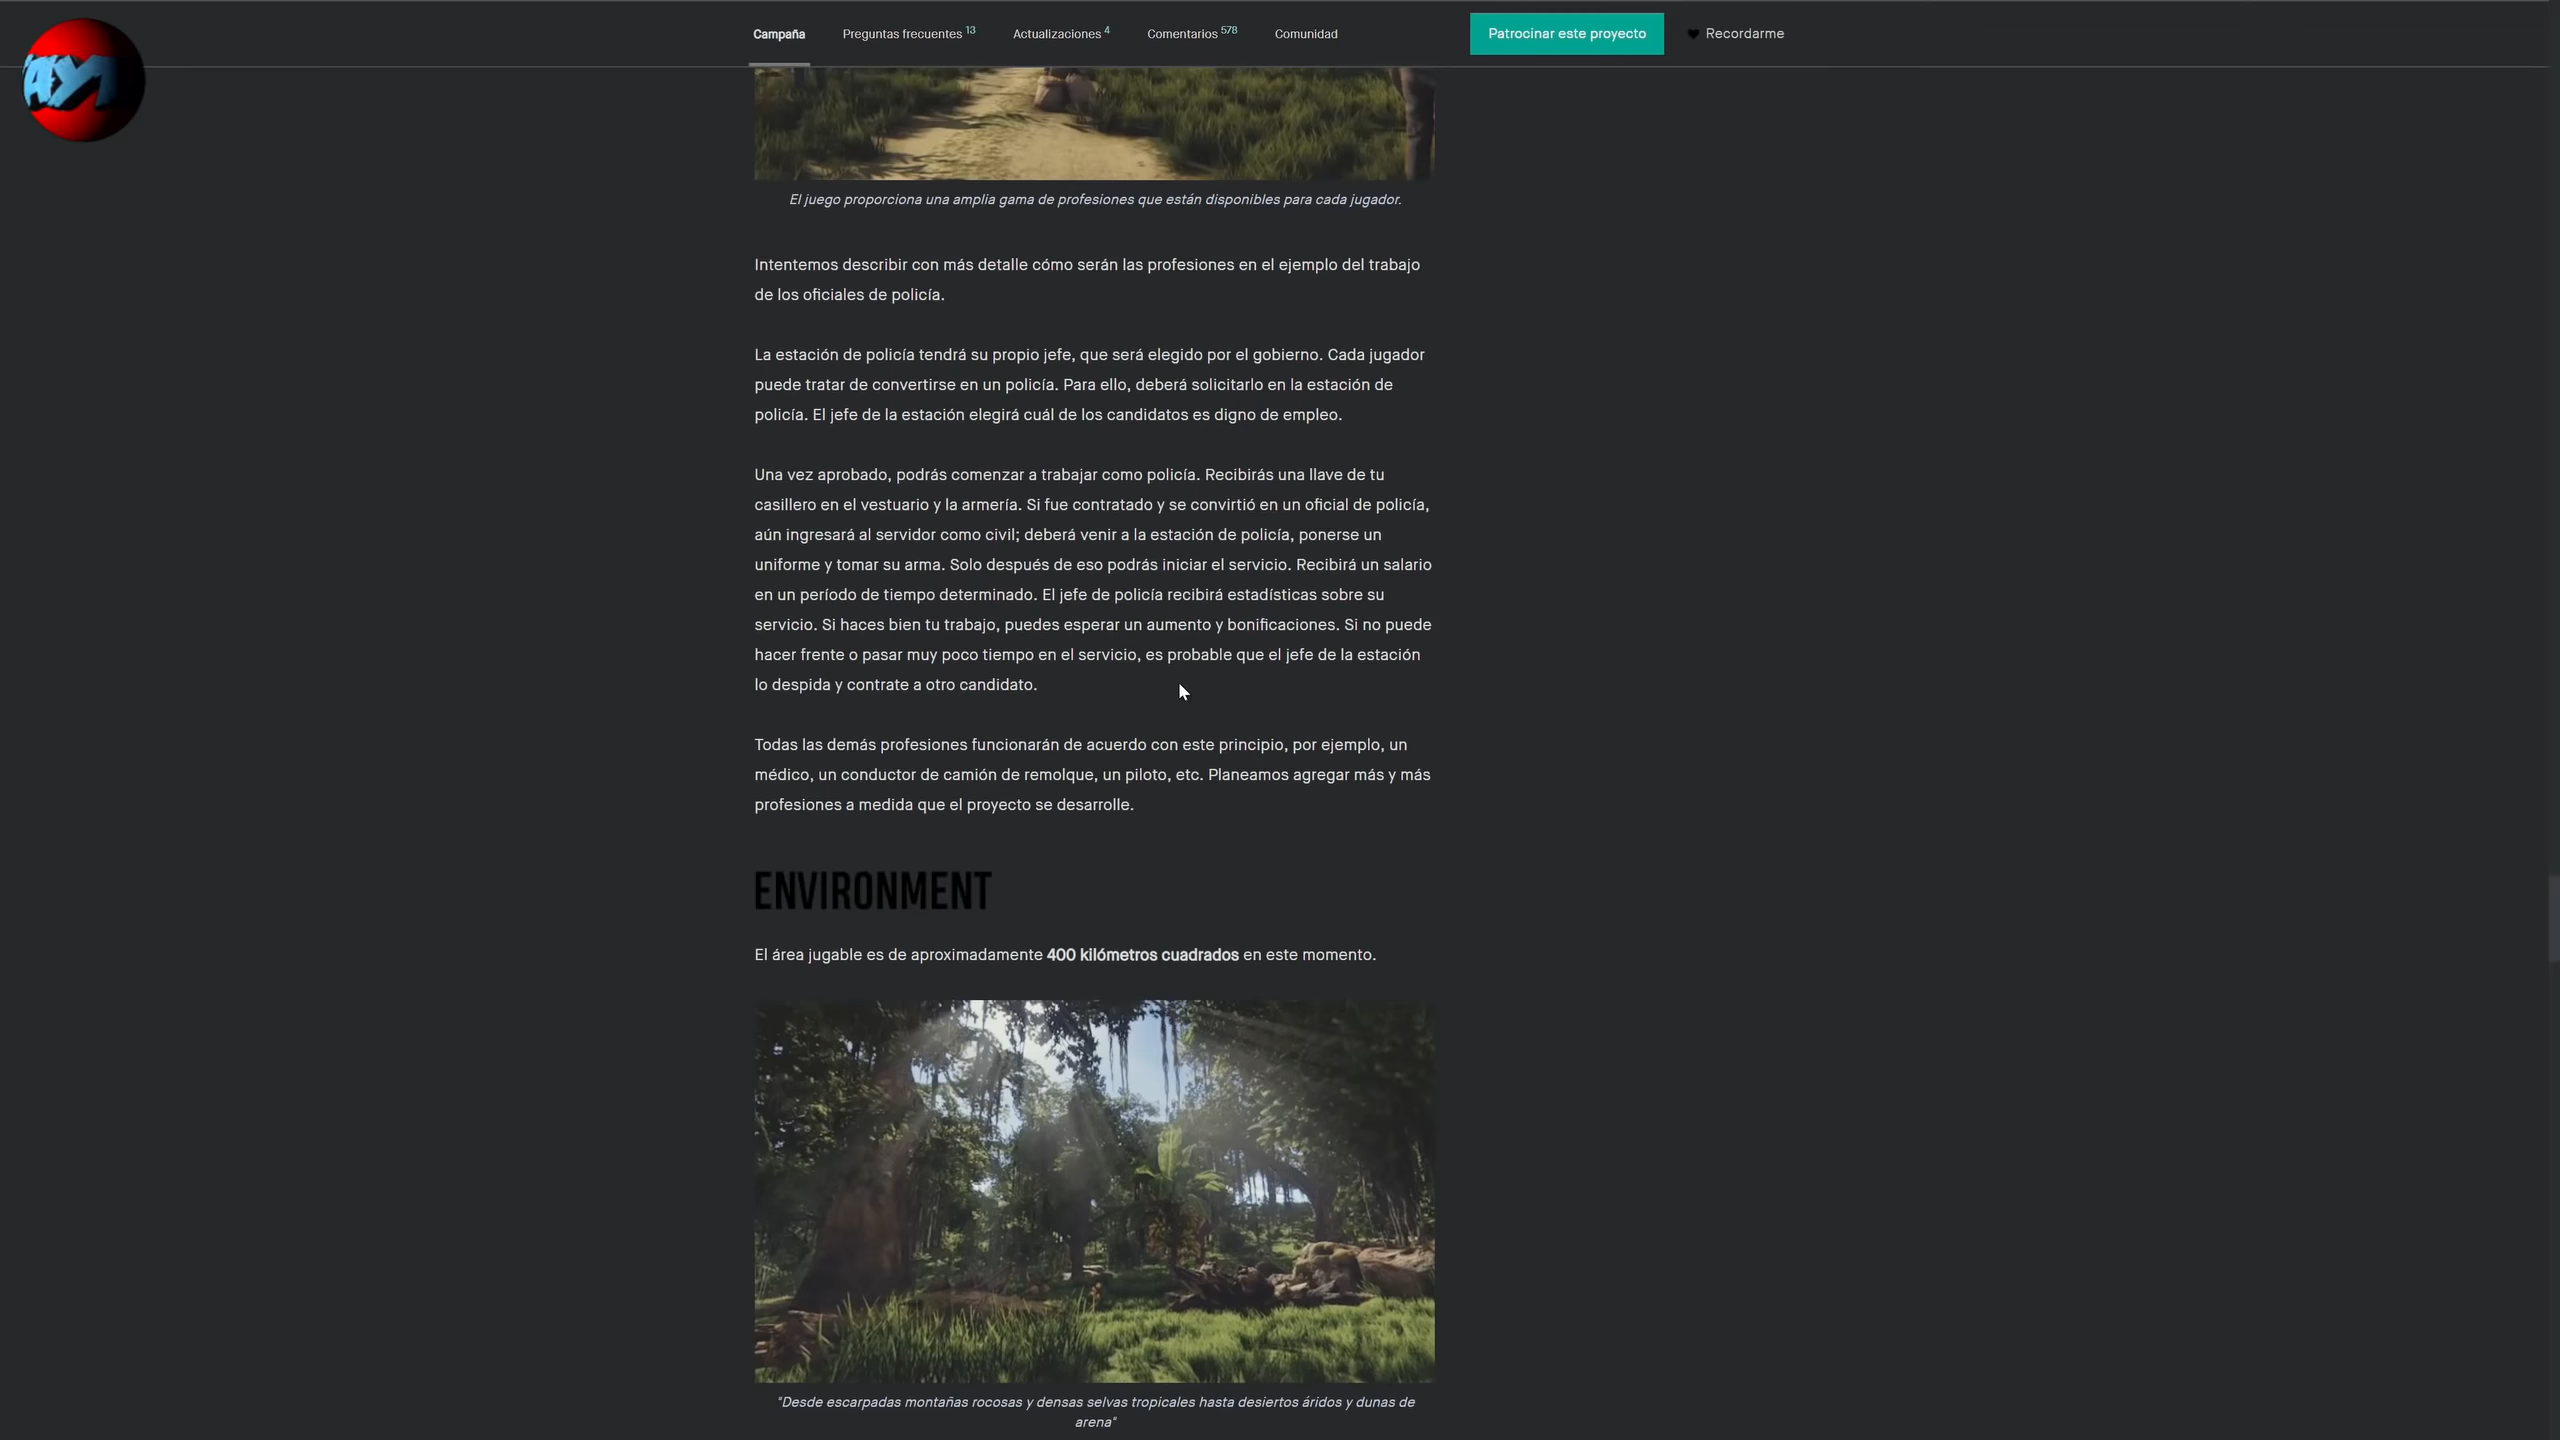 AYM
Campaña
Preguntas frecuentes 13
Actualizaciones 4
Comentarios 578
Comunidad
Patrocinar este proyecto
Recordarme
El juego proporciona una amplia gama de profesiones que están disponibles para cada jugador.
Intentemos describir con más detalle cómo serán las profesiones en el ejemplo del trabajo
de los oficiales de policía.
La estación de policía tendrá su propio jefe, que será elegido por el gobierno. Cada jugador
puede tratar de convertirse en un policía. Para ello, deberá solicitarlo en la estación de
policía. El jefe de la estación elegirá cuál de los candidatos es digno de empleo.
Una vez aprobado, podrás comenzar a trabajar como policía. Recibirás una llave de tu
casillero en el vestuario y la armería. Si fue contratado y se convirtió en un oficial de policía,
aún ingresará al servidor como civil; deberá venir a la estación de policía, ponerse un
uniforme y tomar su arma. Solo después de eso podrás iniciar el servicio. Recibirá un salario
en un período de tiempo determinado. El jefe de policía recibirá estadísticas sobre su
servicio. Si haces bien tu trabajo, puedes esperar un aumento y bonificaciones. Si no puede
hacer frente o pasar muy poco tiempo en el servicio, es probable que el jefe de la estación
lo despida y contrate a otro candidato.
Todas las demás profesiones funcionarán de acuerdo con este principio, por ejemplo, un
médico, un conductor de camión de remolque, un piloto, etc. Planeamos agregar más y más
profesiones a medida que el proyecto se desarrolle.
ENVIRONMENT
El área jugable es de aproximadamente 400 kilómetros cuadrados en este momento.
"Desde escarpadas montañas rocosas y densas selvas tropicales hasta desiertos áridos y dunas de
arena"